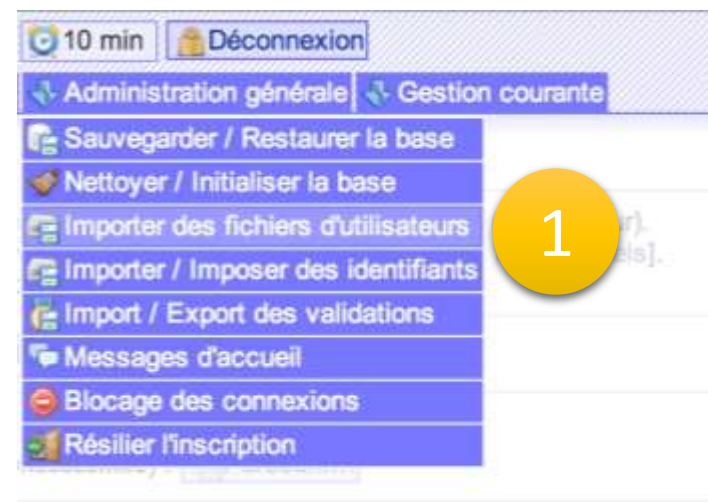 10 min Déconnexion
Administration générale Gestion courante
Sauvegarder / Restaurer la base
Nettoyer / Initialiser la base
Importer des fichiers d'utilisateurs
1
Importer / Imposer des identifiants
Import / Export des validations
Messages d'accueil
Blocage des connexions
Résilier l'inscription